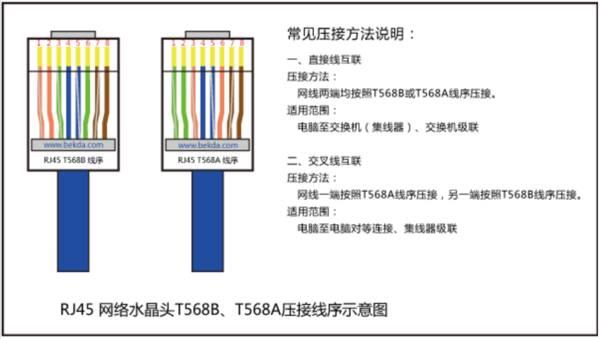 1 2 3 4 5 6 7 8
www.bekda.com
RJ45 T568B 线序
1 2 3 4 5 6 7 8
www.bekda.com
RJ45 T568A 线序
常见压接方法说明：
一、直接线互联
压接方法：
网线两端均按照T568B或T568A线序压接。
适用范围：
电脑至交换机（集线器）、交换机级联
二、交叉线互联
压接方法：
网线一端按照T568A线序压接，另一端按照T568B线序压接。
适用范围：
电脑至电脑对等连接、集线器级联
RJ45 网络水晶头T568B、T568A压接线序示意图